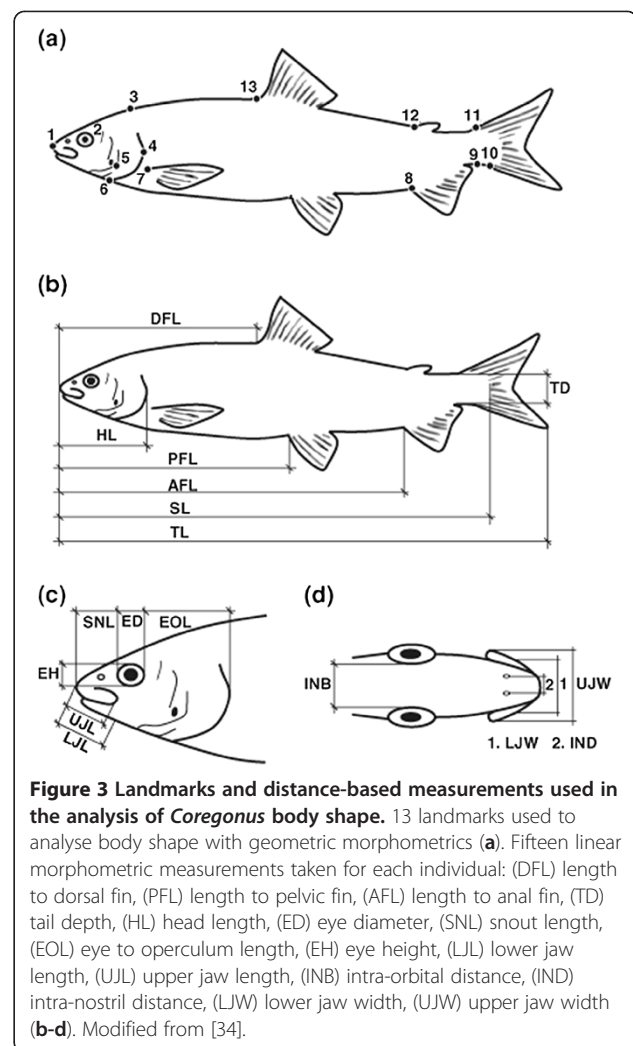 (a)
13
3
12
11
1
2
4
5
9
10
7
6
8
(b)
DFL
TD
HL
PFL
AFL
SL
TL
(c)
(d)
SNL
ED
EOL
EH
INB
2
1
UJW
UJL
LJL
1. LJW 2. IND
Figure 3 Landmarks and distance-based measurements used in
the analysis of Coregonus body shape. 13 landmarks used to
analyse body shape with geometric morphometrics (a). Fifteen linear
morphometric measurements taken for each individual: (DFL) length
to dorsal fin, (PFL) length to pelvic fin, (AFL) length to anal fin, (TD)
tail depth, (HL) head length, (ED) eye diameter, (SNL) snout length,
(EOL) eye to operculum length, (EH) eye height, (LJL) lower jaw
length, (UJL) upper jaw length, (INB) intra-orbital distance, (IND)
intra-nostril distance, (LJW) lower jaw width, (UJW) upper jaw width
(b-d). Modified from [34].